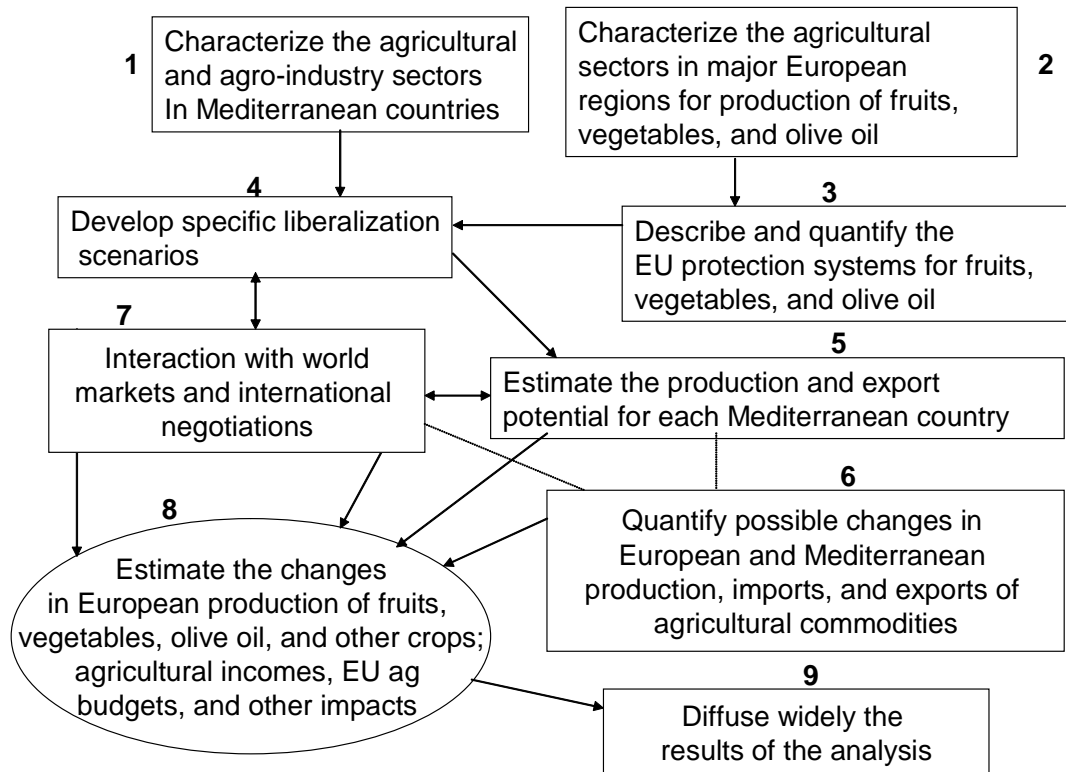 1
Characterize the agricultural
and agro-industry sectors
In Mediterranean countries
Characterize the agricultural
sectors in major European
regions for production of fruits,
vegetables, and olive oil
2
4
Develop specific liberalization
scenarios
3
Describe and quantify the
EU protection systems for fruits,
vegetables, and olive oil
7
Interaction with world
markets and international
negotiations
5
Estimate the production and export
potential for each Mediterranean country
6
Quantify possible changes in
European and Mediterranean
production, imports, and exports of
agricultural commodities
8
Estimate the changes
in European production of fruits,
vegetables, olive oil, and other crops;
agricultural incomes, EU ag
budgets, and other impacts
9
Diffuse widely the
results of the analysis